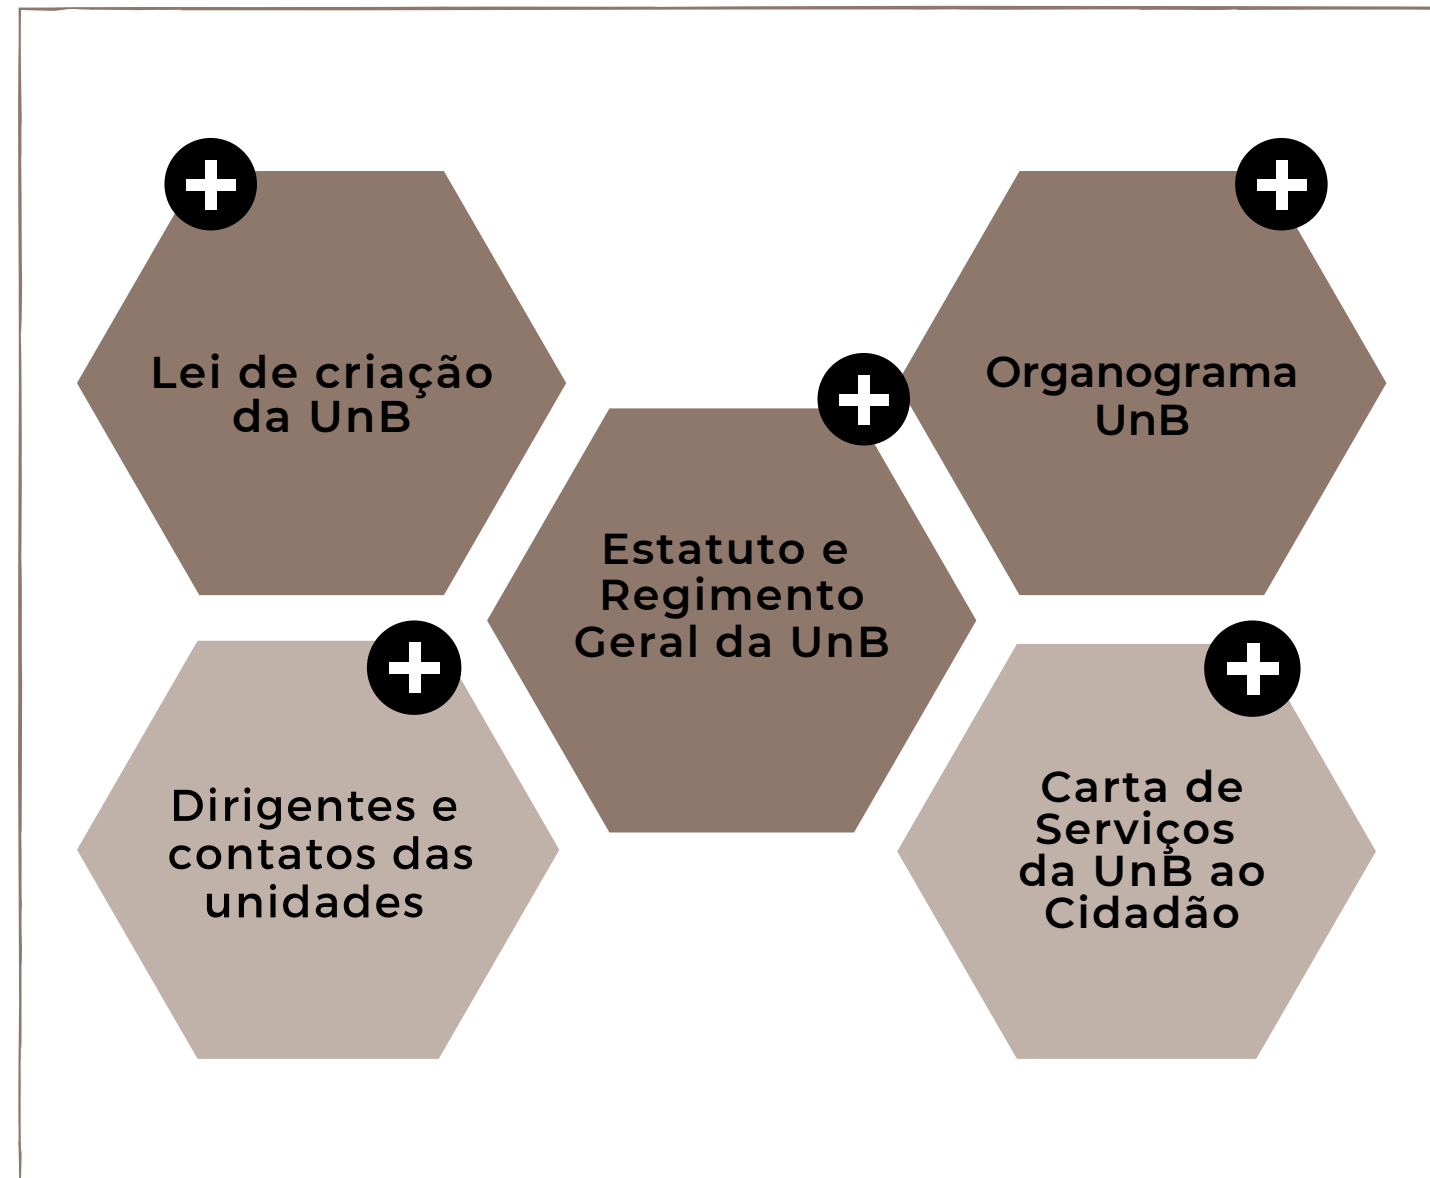 Lei de criação
da UnB
Organograma
UnB
Estatuto e
Regimento
Geral da UnB
Dirigentes e
contatos das
unidades
Carta de
Serviços
da UnB ao
Cidadão